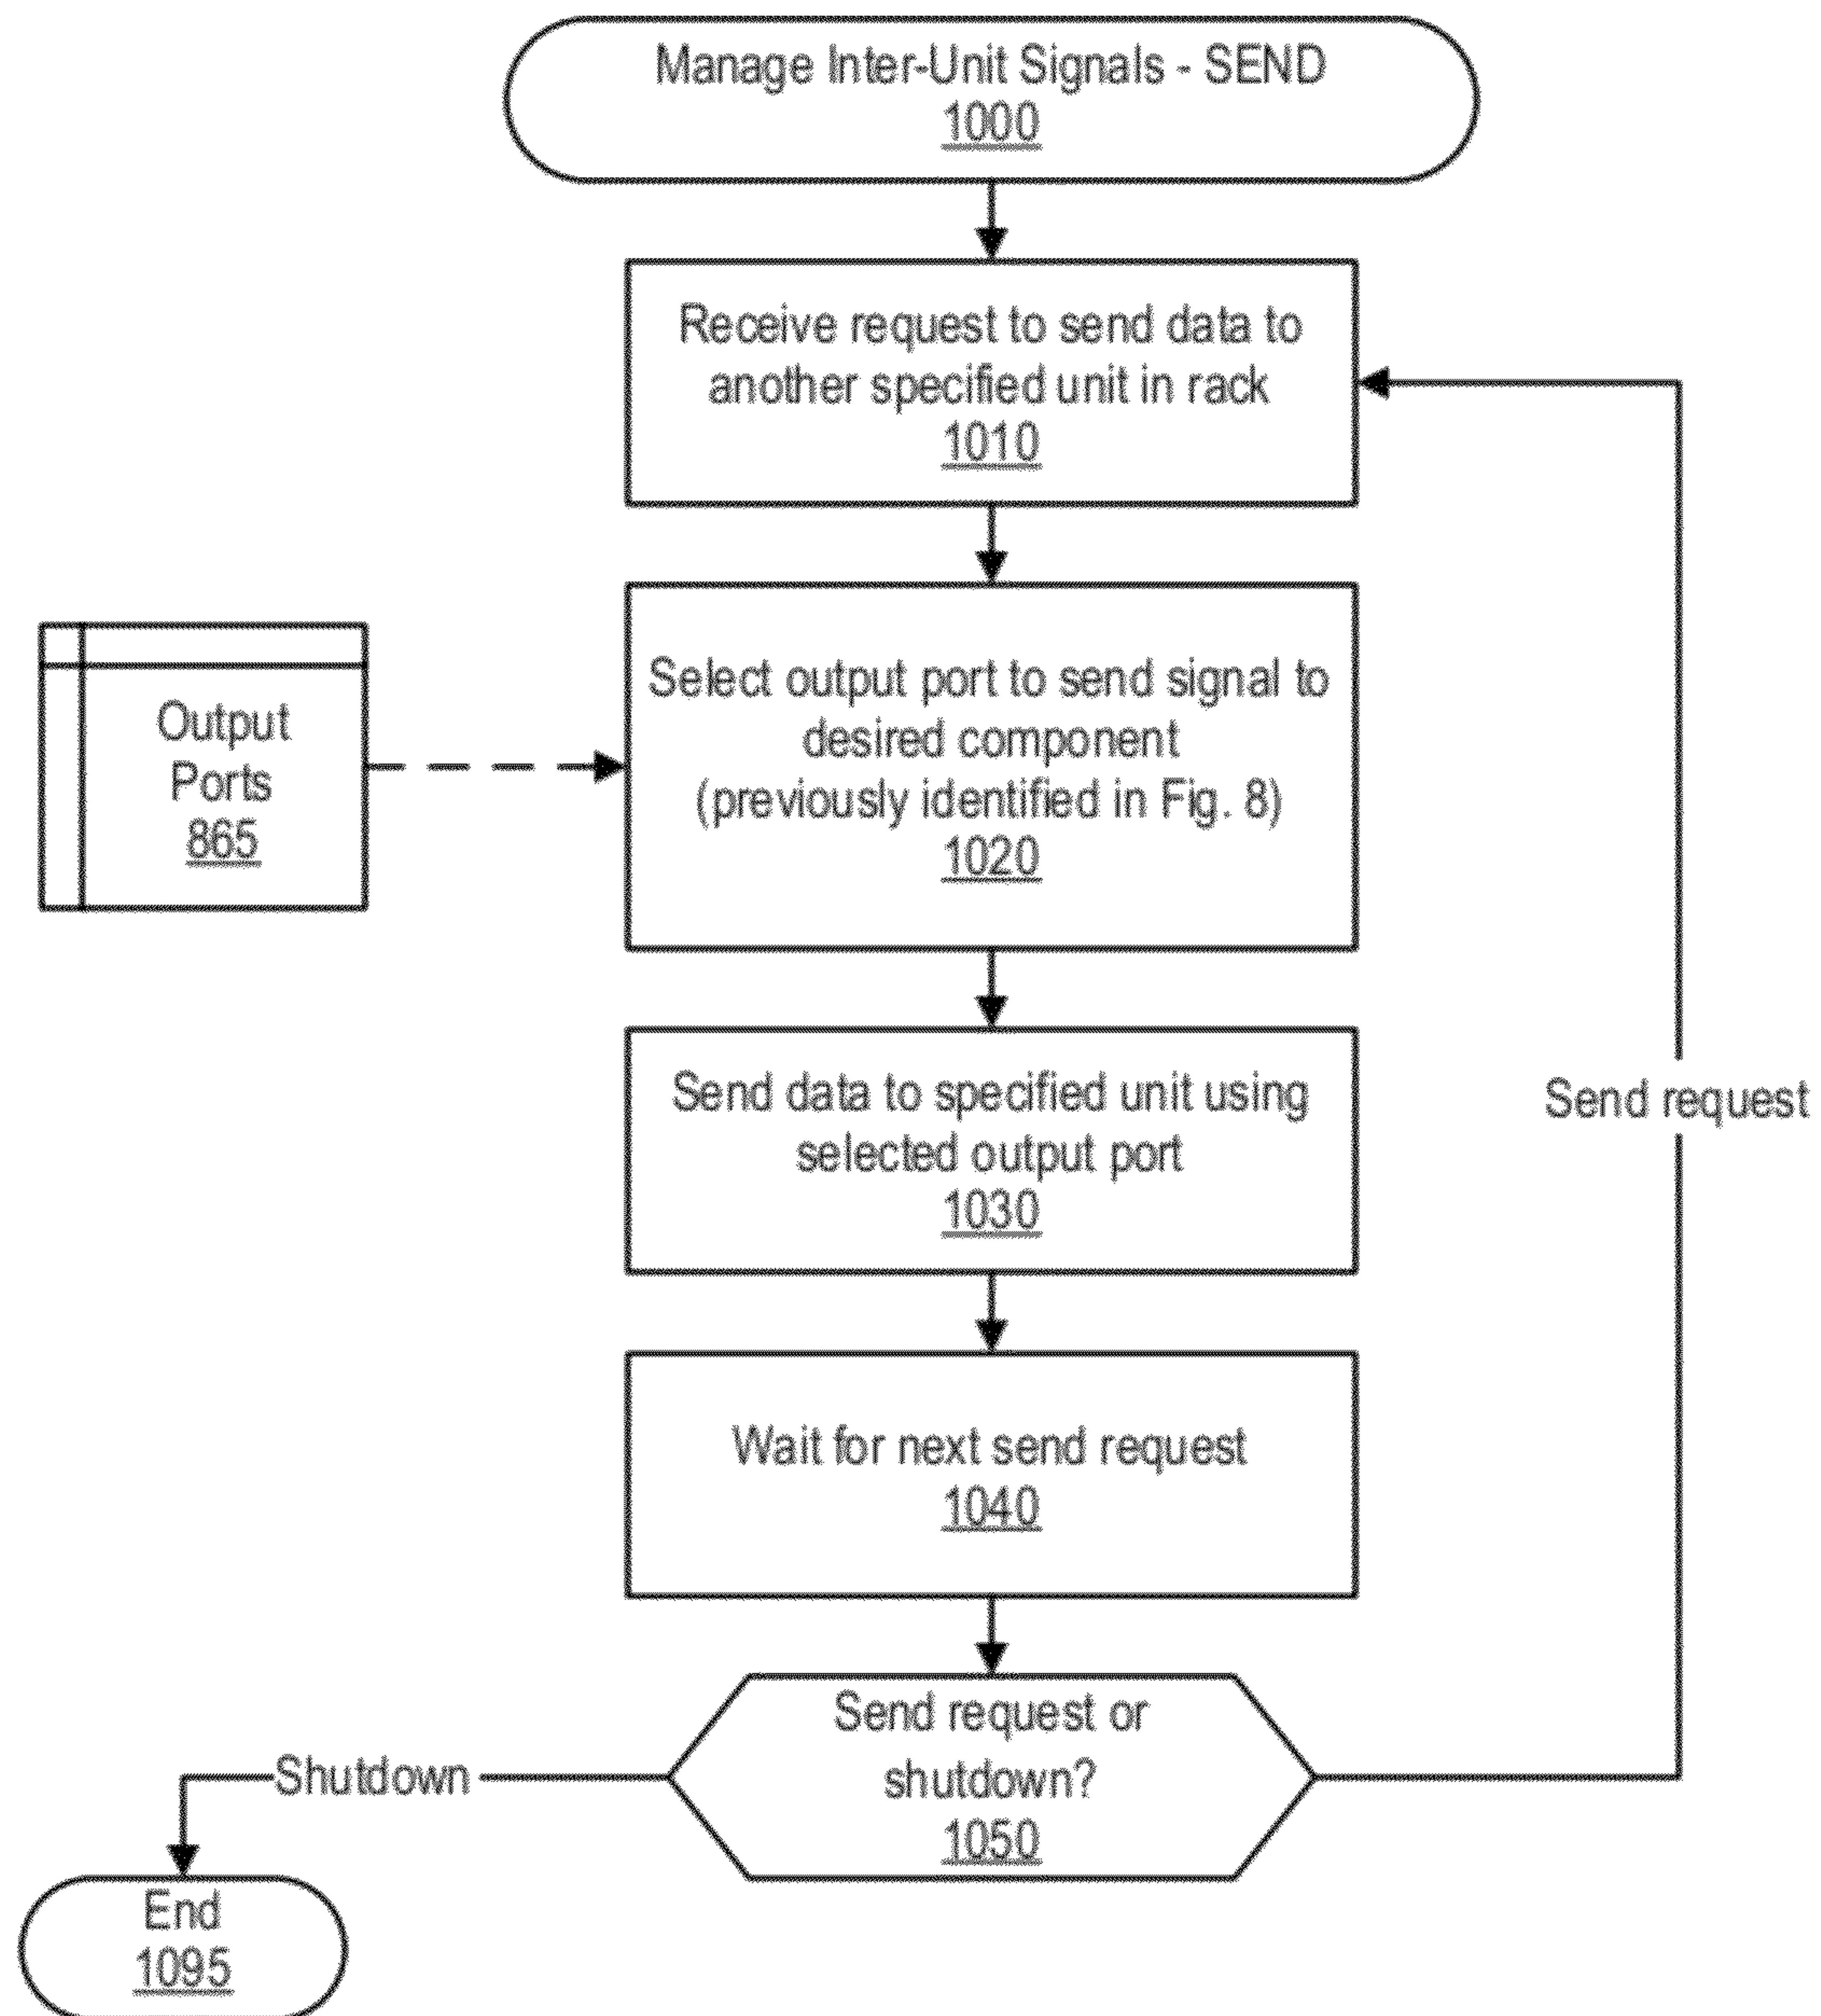 Manage Inter-Unit Signals - SEND
1000
Receive request to send data to
another specified unit in rack
1010
Select output port to send signal to
desired component
(previously identified in Fig. 8)
1020
Output
Ports
865
Send data to specified unit using
selected output port
1030
Send request
Wait for next send request
1040
Send request or
shutdown?
1050
Shutdown
End
1095